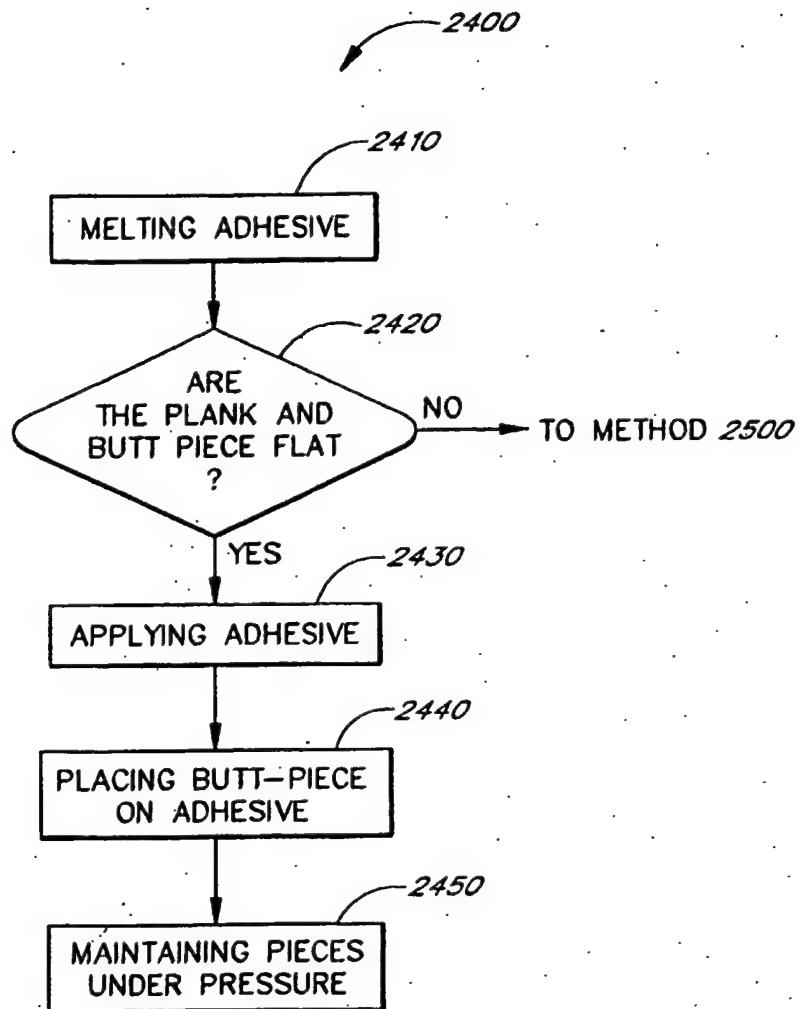 2400
2410
MELTING ADHESIVE
2420
ARE
THE PLANK AND
BUTT PIECE FLAT
?
NO
TO METHOD 2500
YES
2430
APPLYING ADHESIVE
2440
PLACING BUTT-PIECE
ON ADHESIVE
2450
MAINTAINING PIECES
UNDER PRESSURE